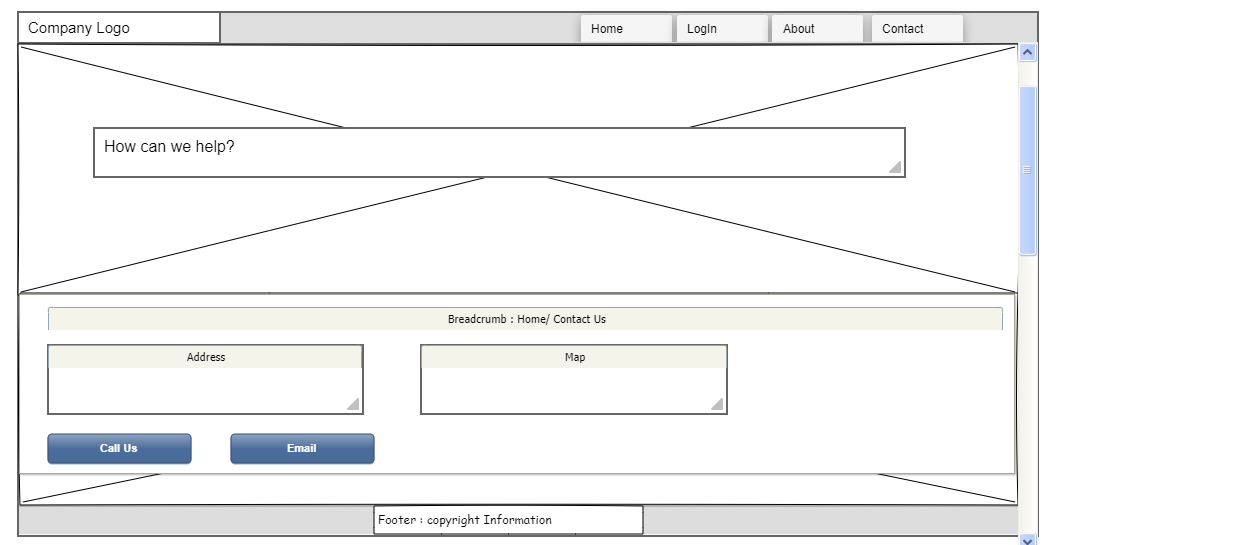 Company Logo
Home
LogIn
About
Contact
How can we help?
Breadcrumb : Home/ Contact Us
Address
Map
Call Us
Email
Footer : copyright Information